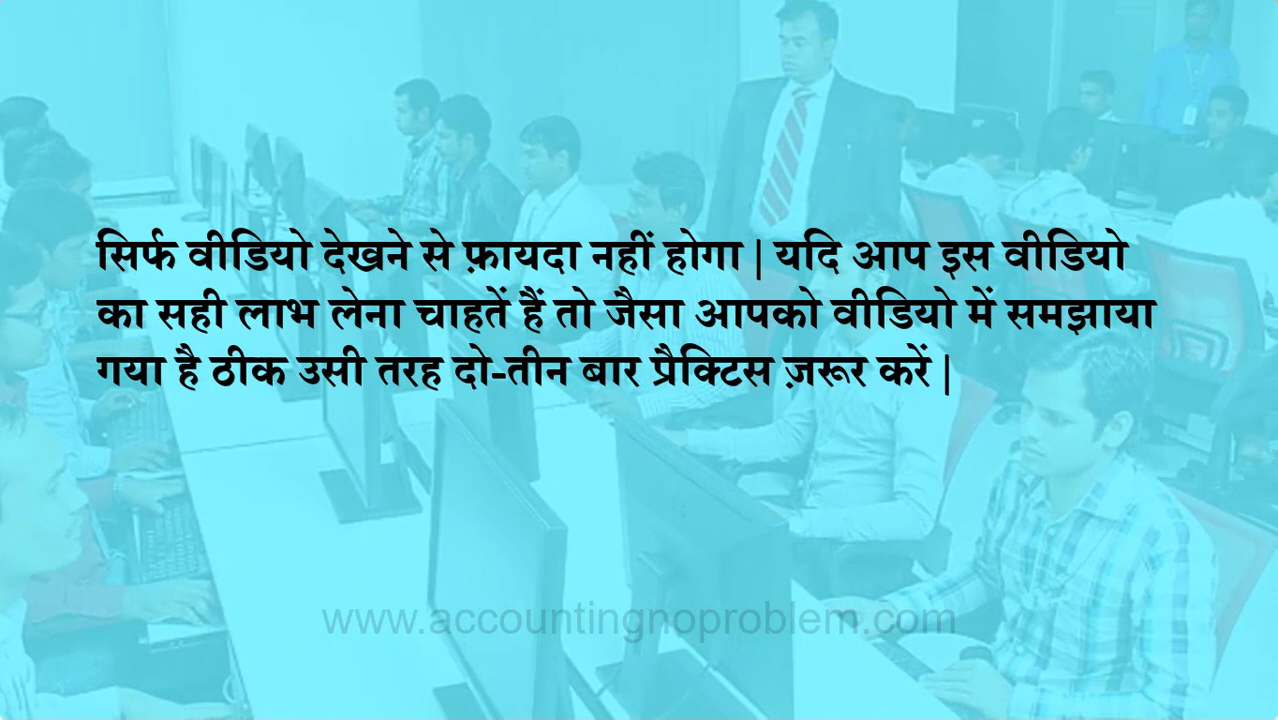 सिर्फ वीडियो देखने से फ़ायदा नहीं होगा | यदि आप इस वीडियो
का सही लाभ लेना चाहतें हैं तो जैसा आपको वीडियो में समझाया
गया है ठीक उसी तरह दो-तीन बार प्रैक्टिस ज़रूर करें |
www.accountingnoproblem.com